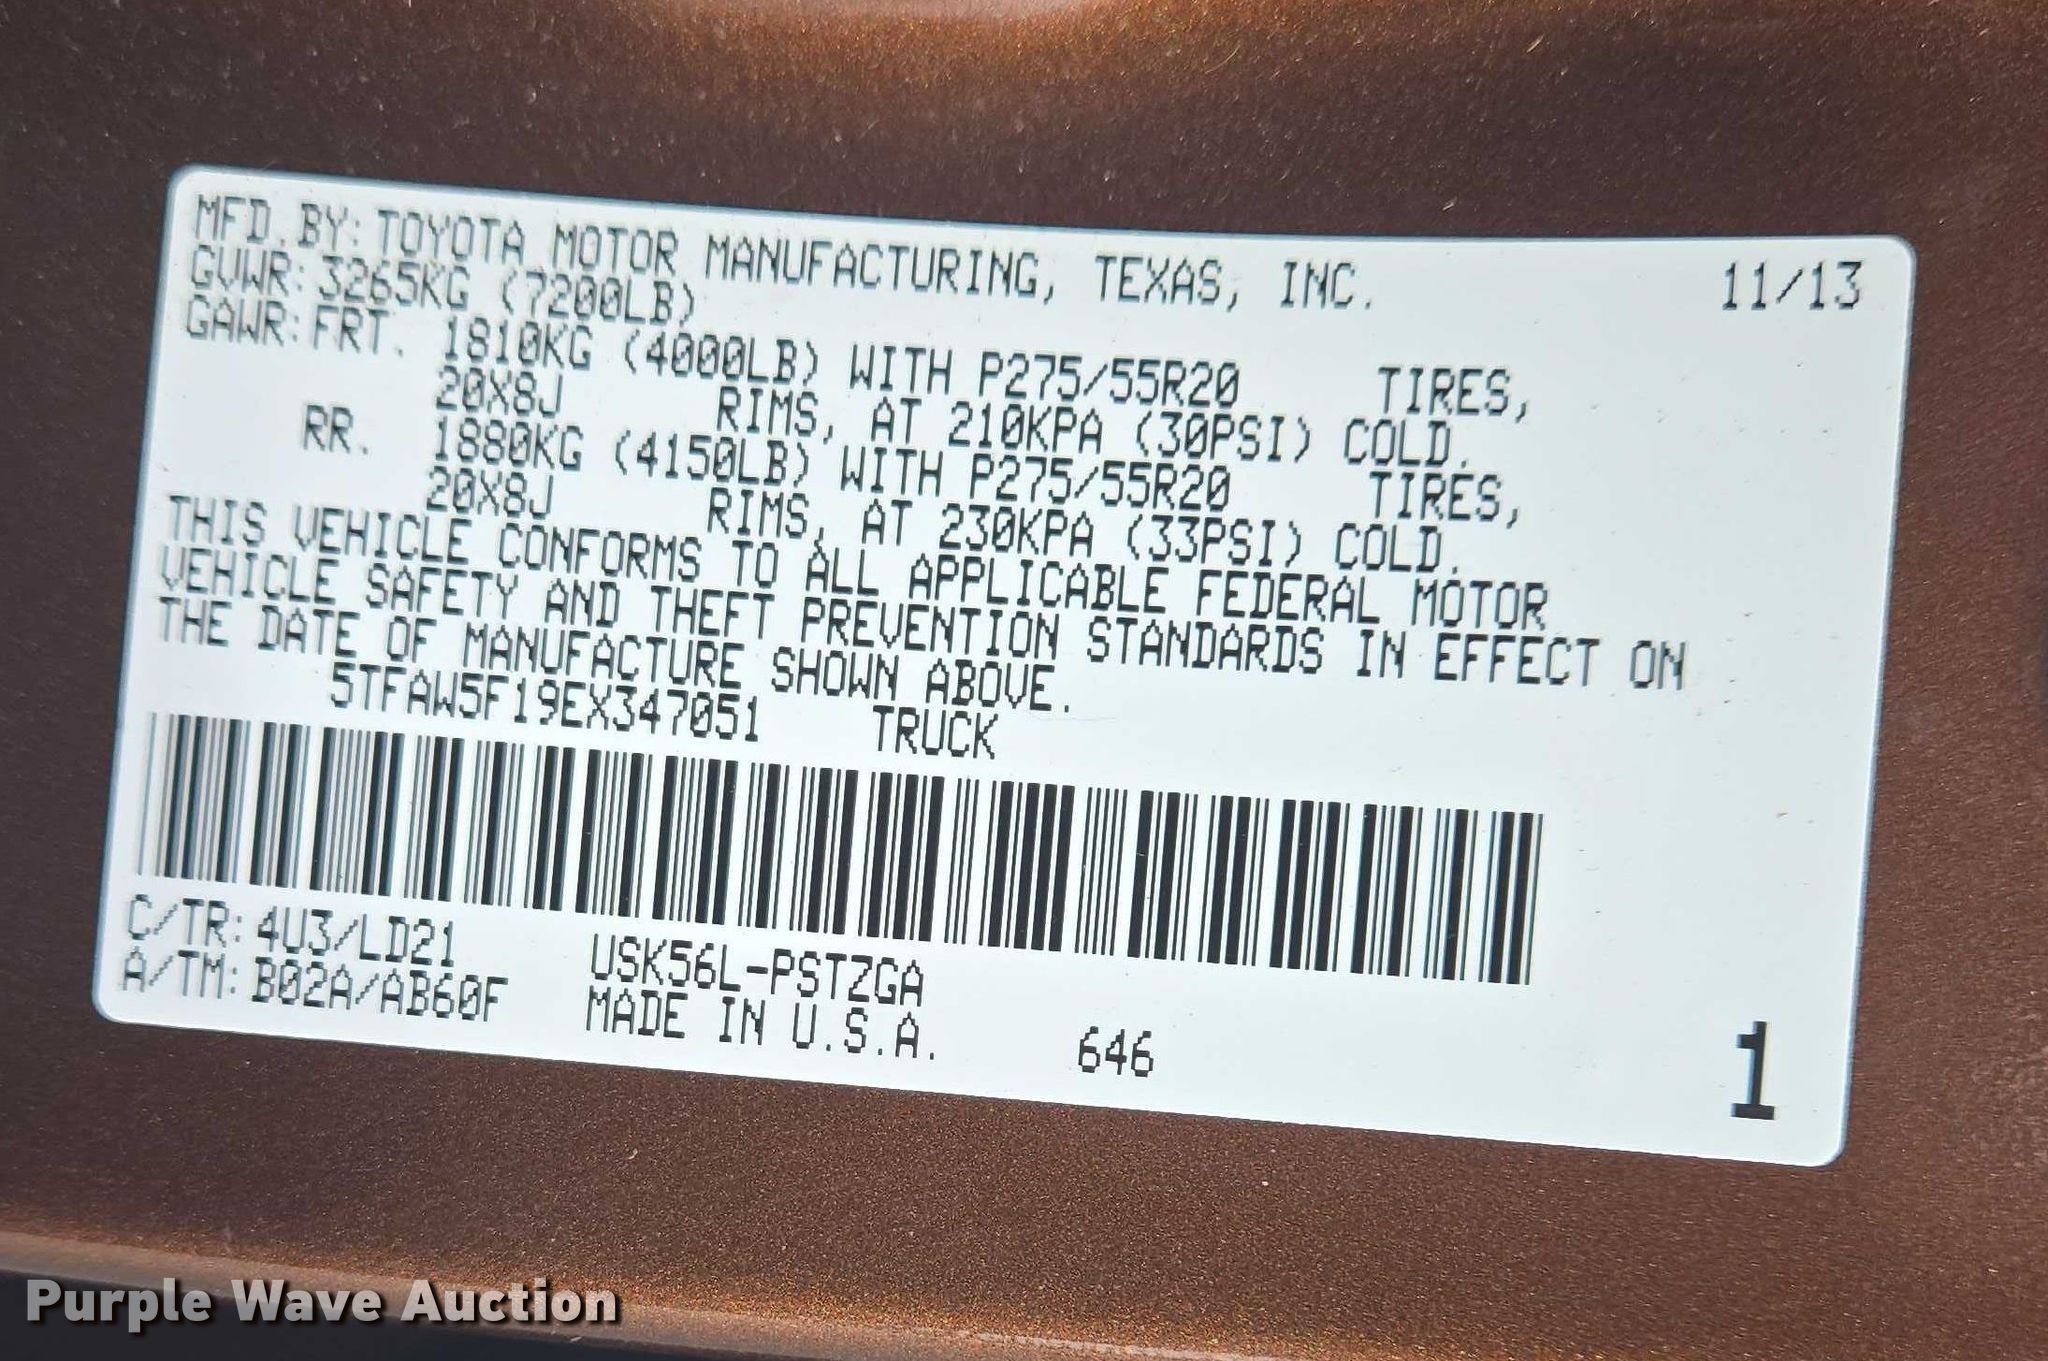 MFD. BY: TOYOTA MOTOR MANUFACTURING, TEXAS, INC. 11/13
GVWR: 3265KG (7200LB)
GAWR: FRT. 1810KG (4000LB) WITH P275/55R20 TIRES,
20X8J RIMS, AT 210KPA (30PSI) COLD.
RR. 1880KG (4150LB) WITH P275/55R20 TIRES,
20X8J RIMS, AT 230KPA (33PSI) COLD.
THIS VEHICLE CONFORMS TO ALL APPLICABLE FEDERAL MOTOR
VEHICLE SAFETY AND THEFT PREVENTION STANDARDS IN EFFECT ON
THE DATE OF MANUFACTURE SHOWN ABOVE.
5TFAW5F19EX347051 TRUCK
C/TR: 4U3/LD21 USK56L-PSTZGA
A/TM: B02A/AB60F MADE IN U.S.A. 646
1
Purple Wave Auction